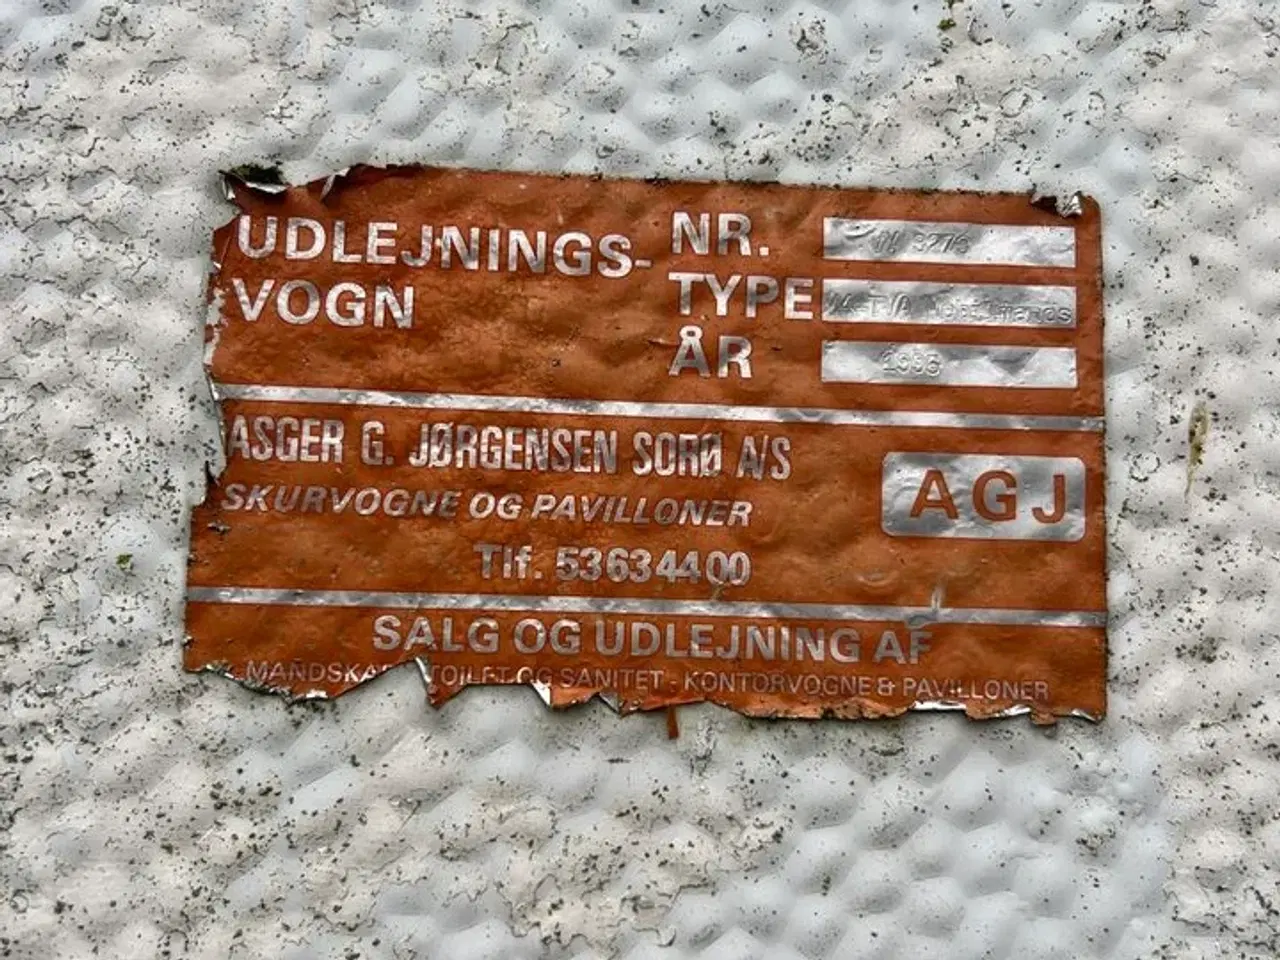 UDLEJNINGS-
VOGN
NR.
TYPE
ÅR
ASGER G. JØRGENSEN SORØ A/S
SKURVOGNE OG PAVILLONER
Tlf. 53634400
AGJ
SALG OG UDLEJNING AF
TOILET OG SANITET - KONTORVOGNE & PAVILLONER